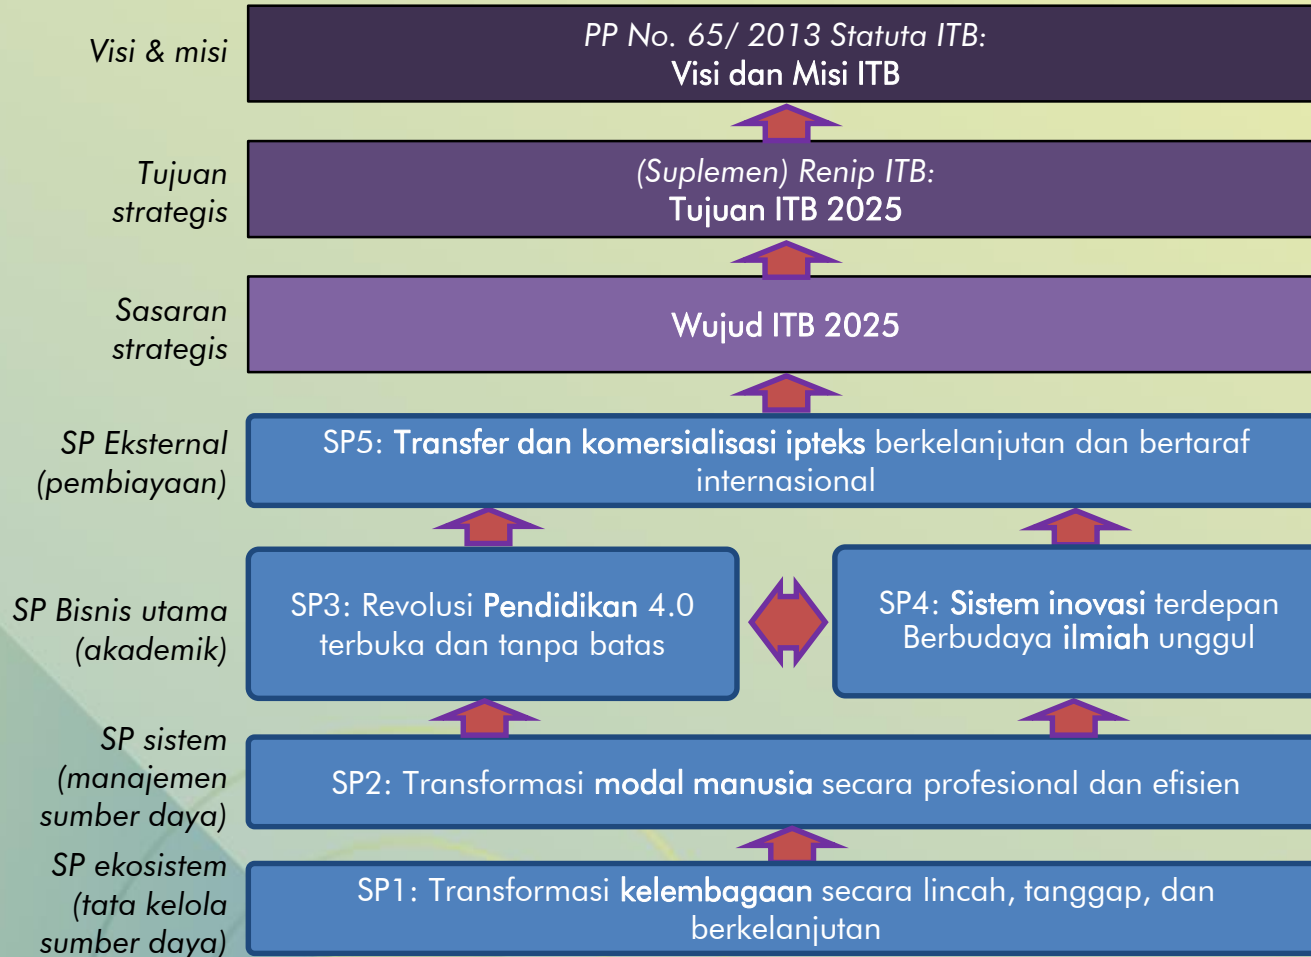 Visi & misi
PP No. 65/ 2013 Statuta ITB:
Visi dan Misi ITB
Tujuan
strategis
(Suplemen) Renip ITB:
Tujuan ITB 2025
Sasaran
strategis
Wujud ITB 2025
SP Eksternal
(pembiayaan)
SP5: Transfer dan komersialisasi ipteks berkelanjutan dan bertaraf
internasional
SP Bisnis utama
(akademik)
SP3: Revolusi Pendidikan 4.0
terbuka dan tanpa batas
SP4: Sistem inovasi terdepan
Berbudaya ilmiah unggul
SP sistem
(manajemen
sumber daya)
SP2: Transformasi modal manusia secara profesional dan efisien
SP ekosistem
(tata kelola
sumber daya)
SP1: Transformasi kelembagaan secara lincah, tanggap, dan
berkelanjutan